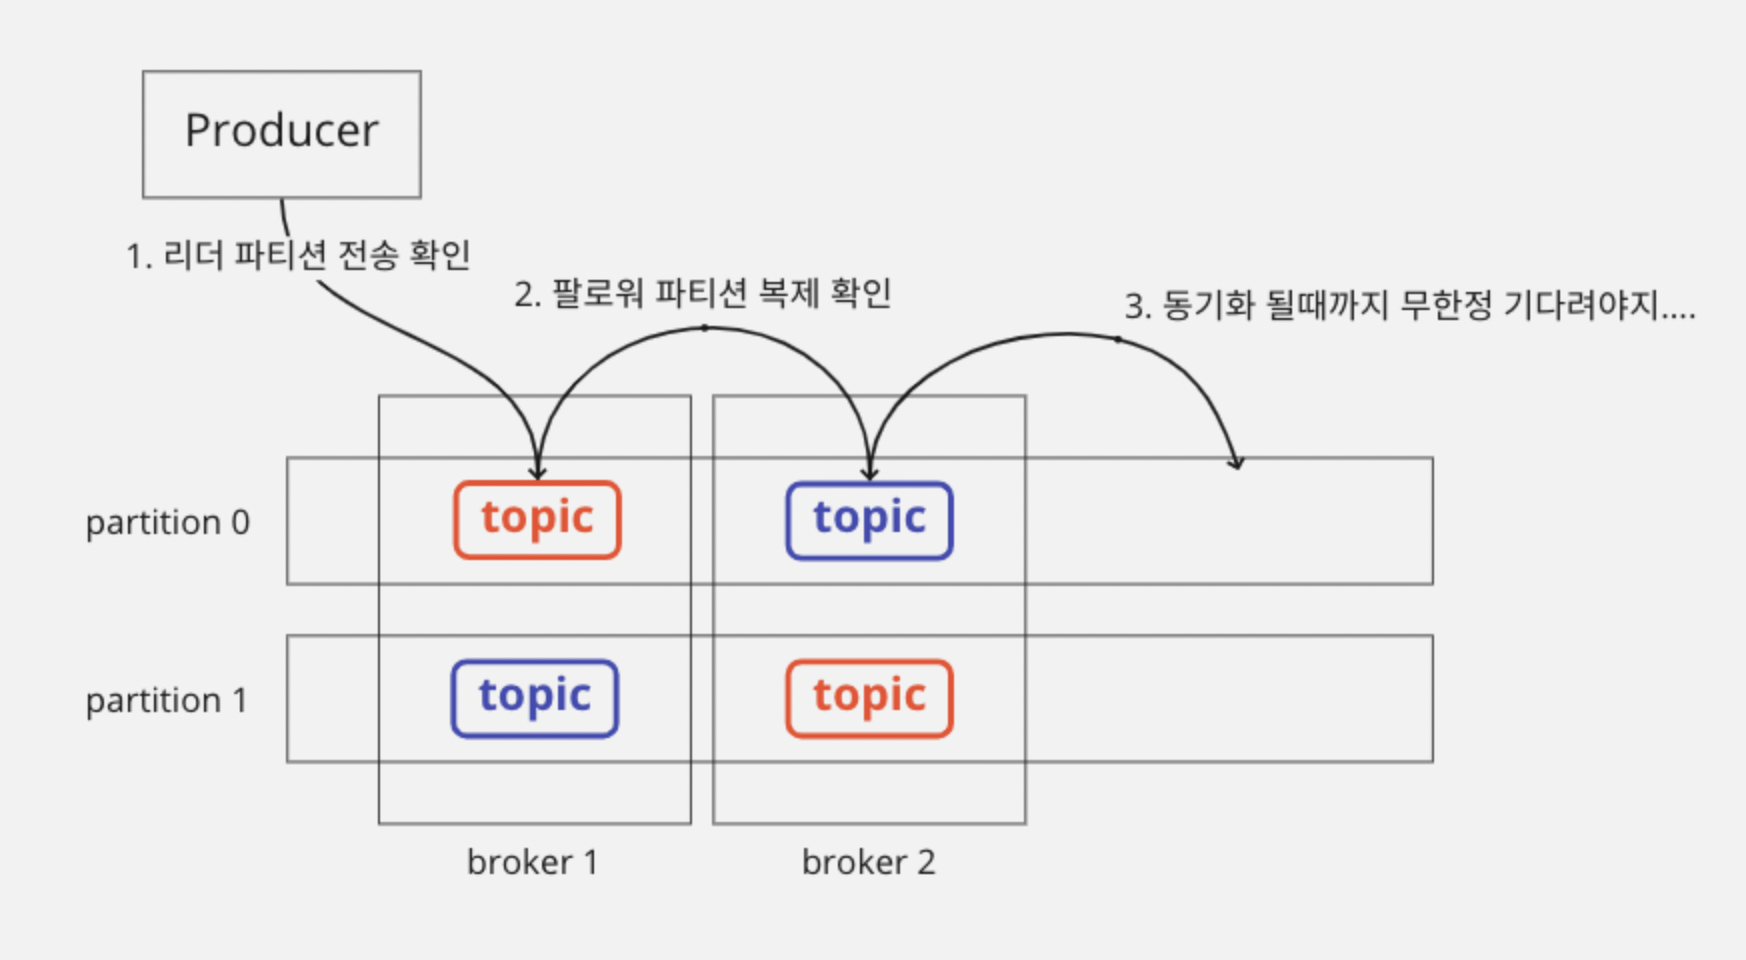 Producer
1. 리더 파티션 전송 확인
2. 팔로워 파티션 복제 확인
3. 동기화 될때까지 무한정 기다려야지....
partition 0
topic
topic
partition 1
topic
topic
broker 1
broker 2